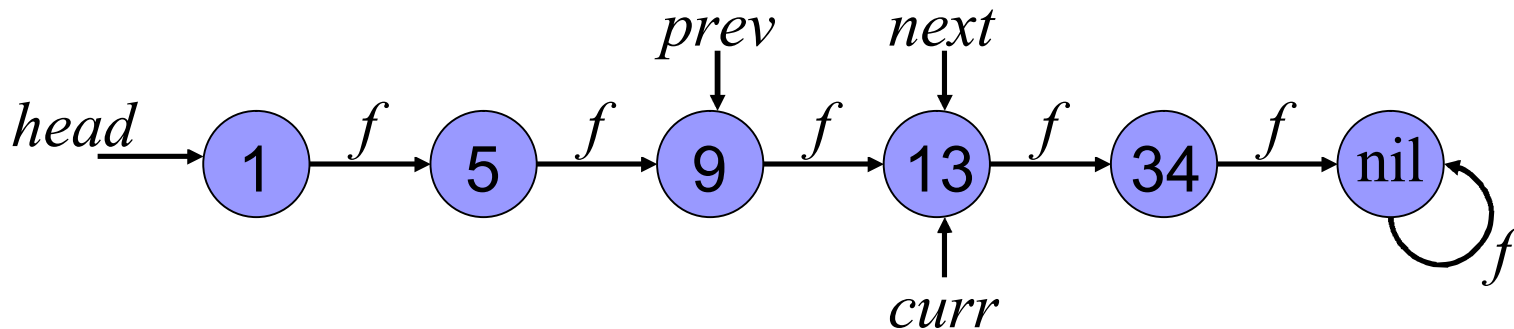 prev next
head f f f f f
1 5 9 13 34 nil
f
curr